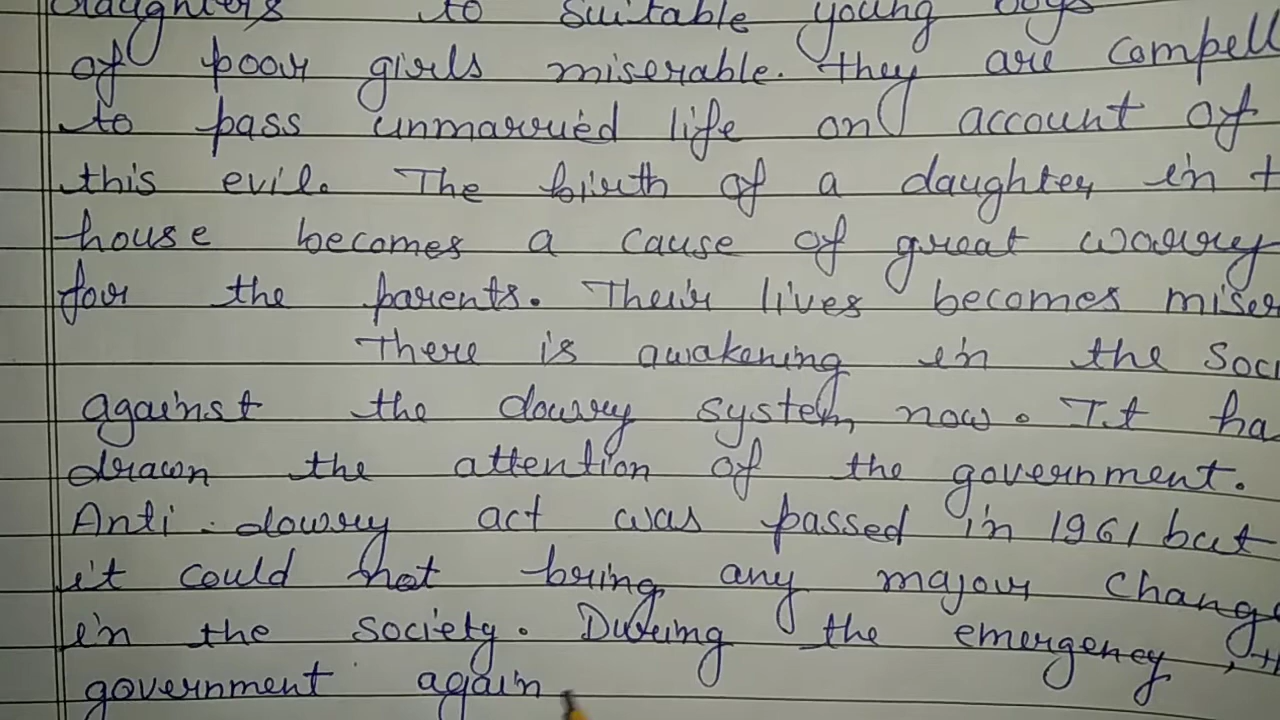 daughters to suitable young boys
of poor girls miserable. they are compell
to pass unmarried life on account of
this evil. The birth of a daughter in t
house becomes a cause of great worry
for the parents. Their lives becomes miser
There is awakening in the soci
against the dowry system now. It ha
drawn the attention of the government.
Anti-dowry act was passed in 1961 but
it could not bring any major chang
in the society. During the emergency, th
government again